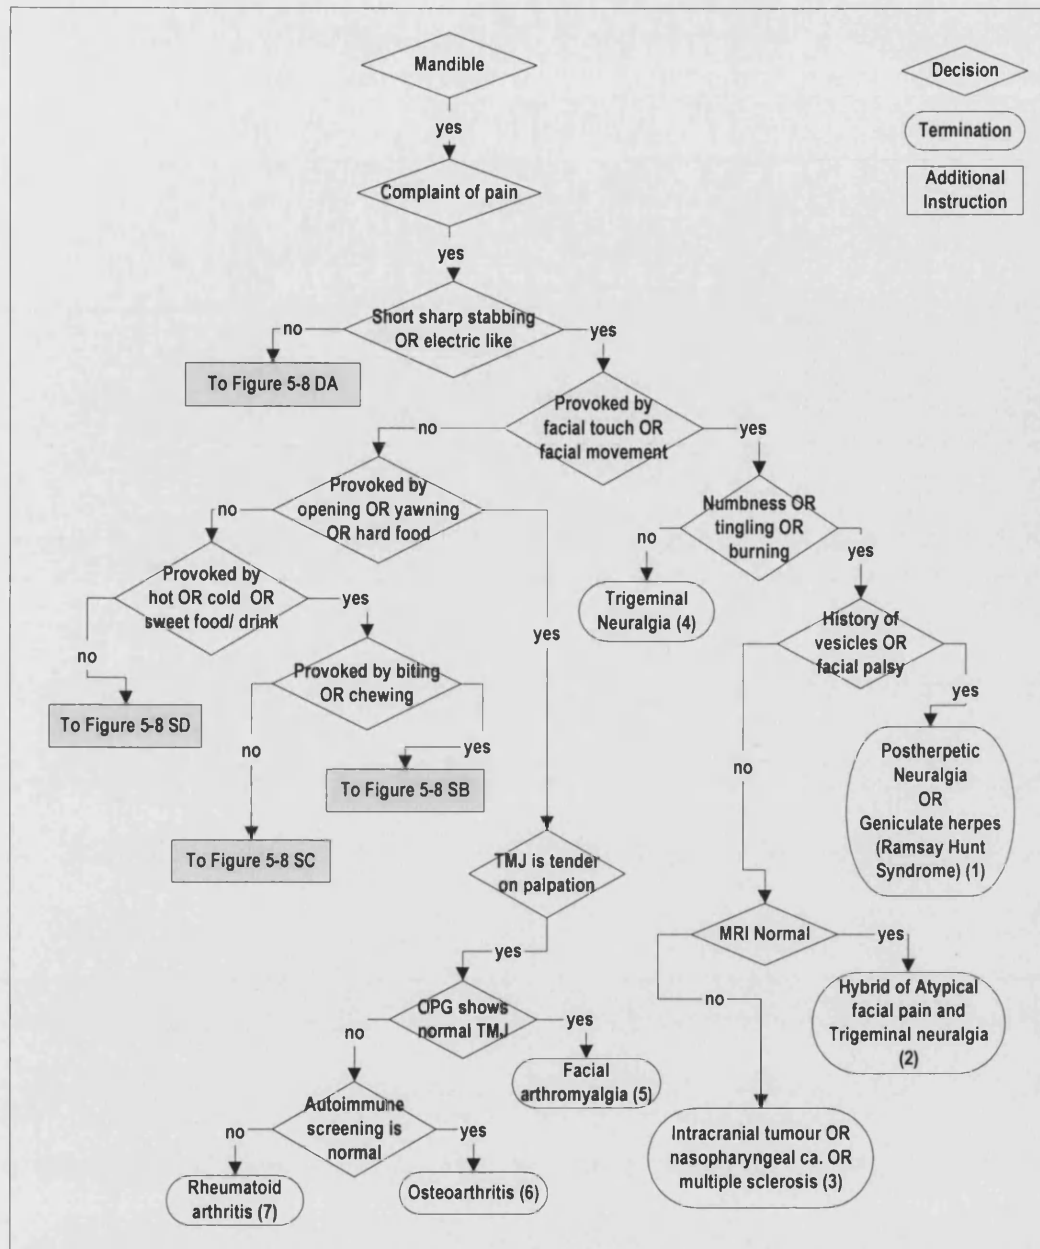 Mandible
Decision
yes
Termination
Complaint of pain
Additional
Instruction
yes
Short sharp stabbing
OR electric like
no
yes
To Figure 5-8 DA
Provoked by
facial touch OR
facial movement
no
yes
Provoked by
opening OR yawning
OR hard food
no
Numbness OR
tingling OR
burning
no
yes
Provoked by
hot OR cold OR
sweet food/ drink
yes
no
Trigeminal
Neuralgia (4)
yes
History of
vesicles OR
facial palsy
Provoked by biting
OR chewing
yes
To Figure 5-8 SD
no
yes
no
To Figure 5-8 SB
Postherpetic
Neuralgia
OR
Geniculate herpes
(Ramsay Hunt
Syndrome) (1)
To Figure 5-8 SC
TMJ is tender
on palpation
MRI Normal
yes
yes
no
Hybrid of Atypical
facial pain and
Trigeminal neuralgia
(2)
OPG shows
normal TMJ
no
yes
Facial
arthromyalgia (5)
Autoimmune
screening is
normal
no
yes
Intracranial tumour OR
nasopharyngeal ca. OR
multiple sclerosis (3)
Rheumatoid
arthritis (7)
Osteoarthritis (6)